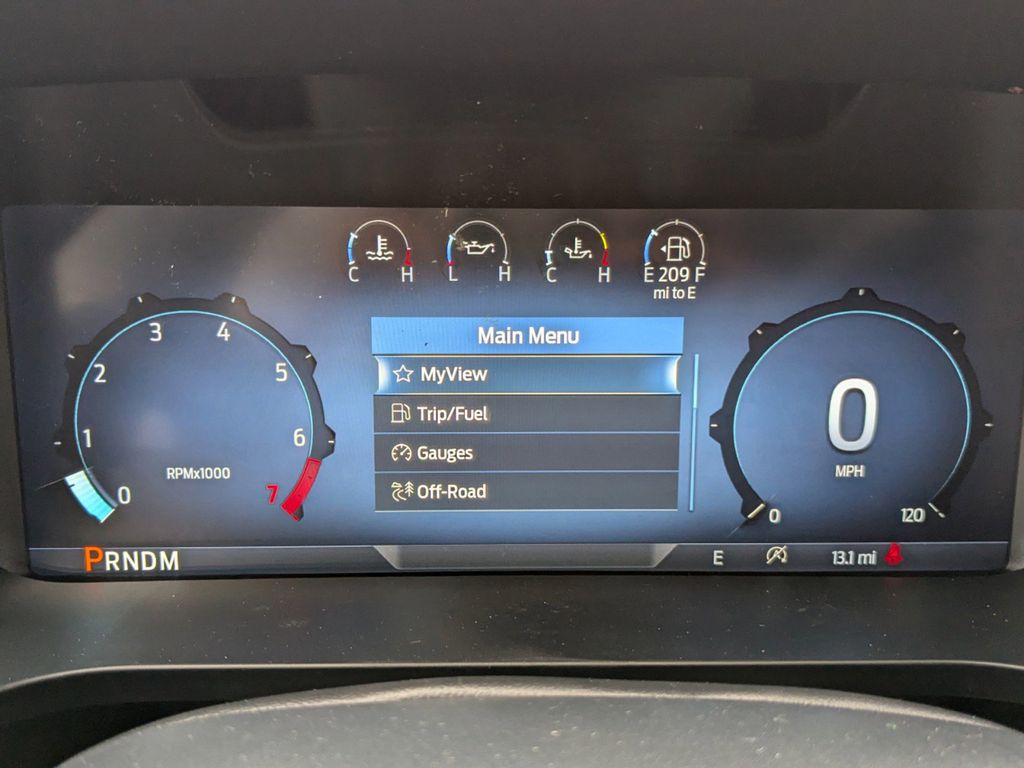 C H L H C H E 209 F
mi to E
Main Menu
MyView
Trip/Fuel
Gauges
Off-Road
0 1 2 3 4 5 6 7
RPMx1000
0
MPH
0 120
PRNDM
E 13.1 mi